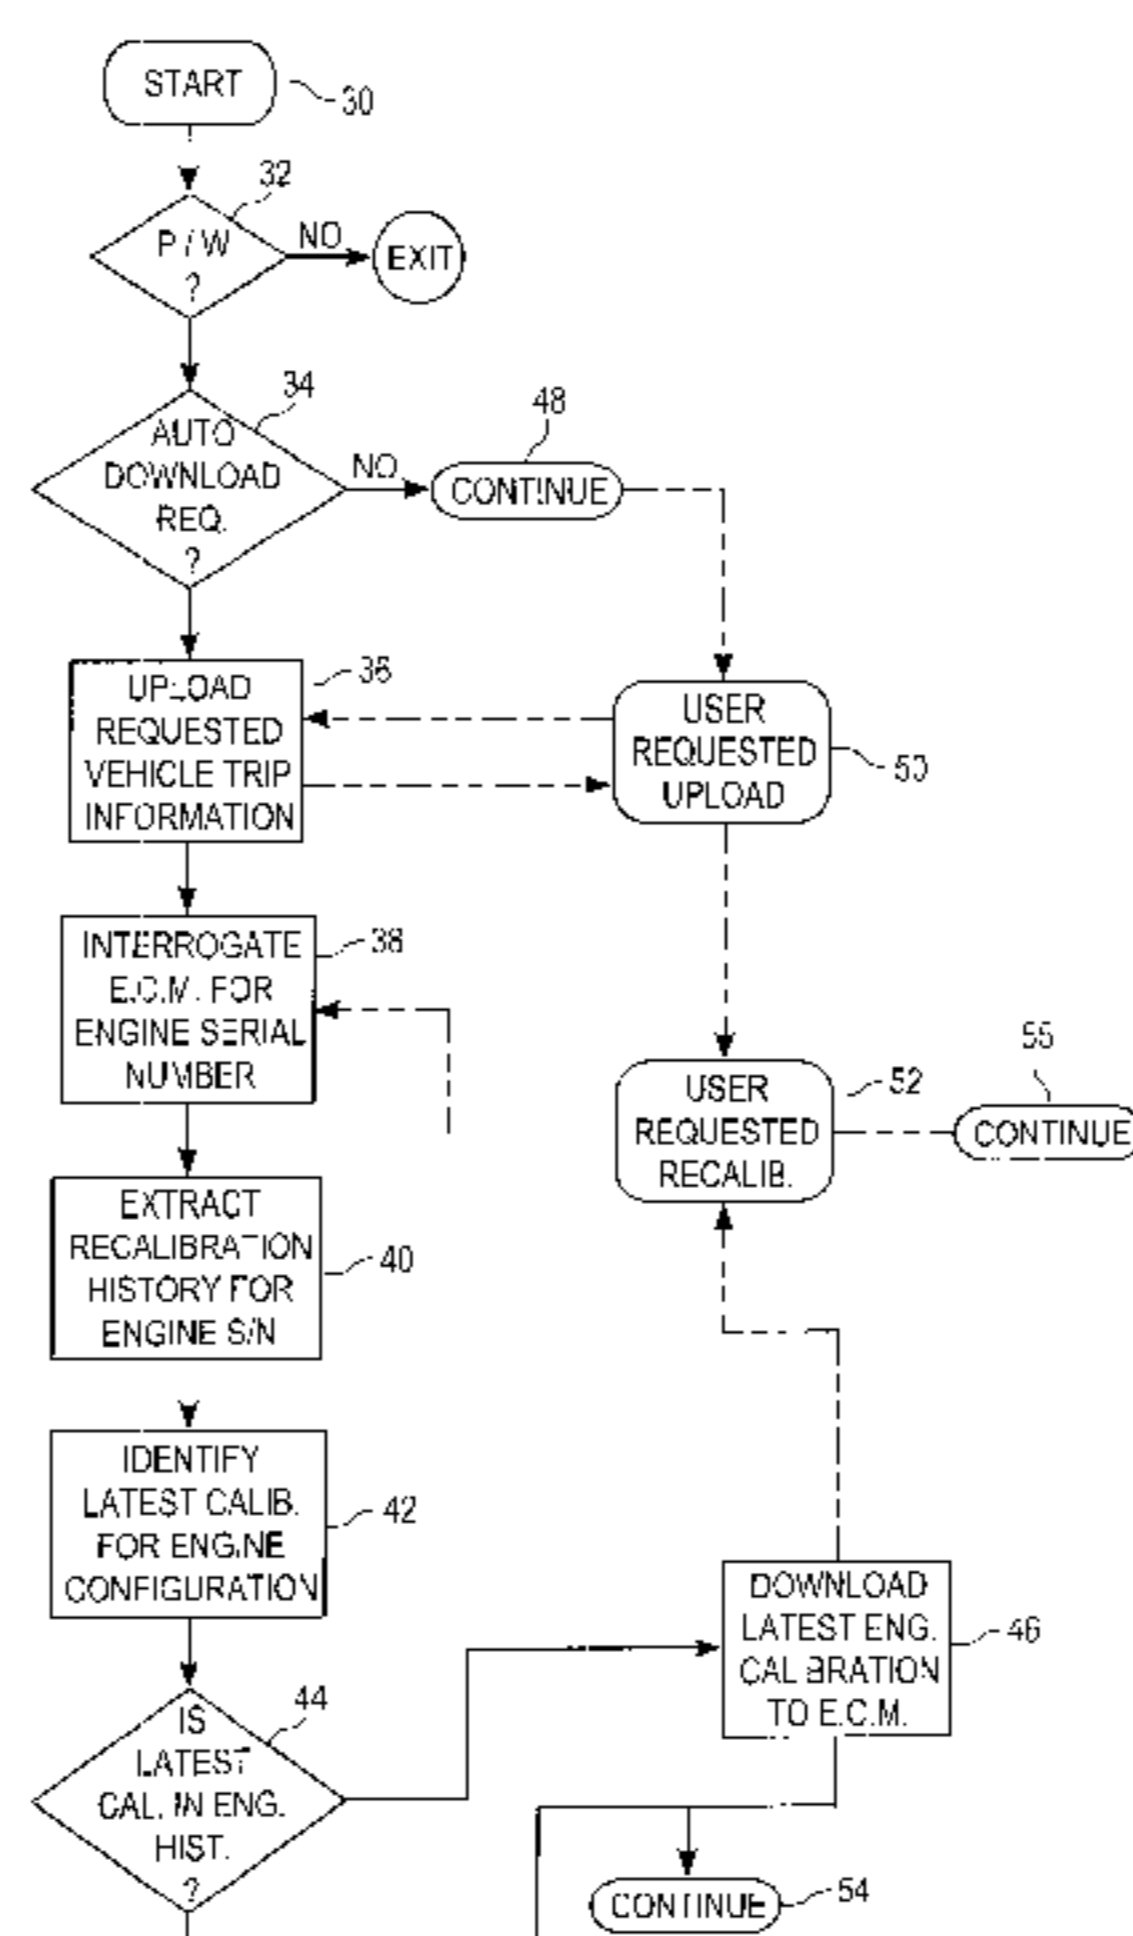 START
30
32
P / W
?
NO
EXIT
34
AUTO
DOWNLOAD
REQ.
?
NO
48
CONTINUE
UPLOAD
REQUESTED
VEHICLE TRIP
INFORMATION
36
USER
REQUESTED
UPLOAD
50
INTERROGATE
E.C.M. FOR
ENGINE SERIAL
NUMBER
38
USER
REQUESTED
RECALIB.
52
55
CONTINUE
EXTRACT
RECALIBRATION
HISTORY FOR
ENGINE S/N
40
IDENTIFY
LATEST CALIB.
FOR ENGINE
CONFIGURATION
42
DOWNLOAD
LATEST ENG.
CALIBRATION
TO E.C.M.
46
44
IS
LATEST
CAL. IN ENG.
HIST.
?
CONTINUE
54